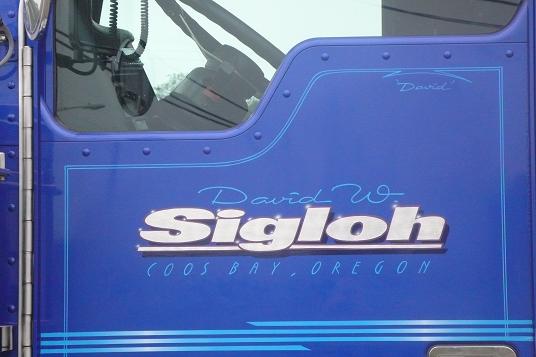 'David'
David W.
Sigloh
COOS BAY, OREGON